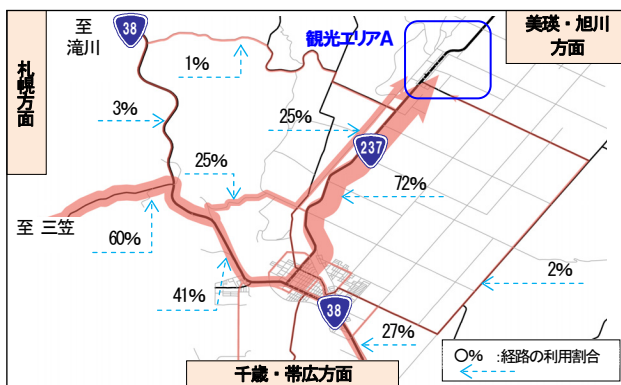 38
至
滝川
札幌方面
観光エリアA
美瑛・旭川
方面
1%
3%
25%
237
25%
72%
至 三笠
60%
41%
2%
38
27%
千歳・帯広方面
○% :経路の利用割合